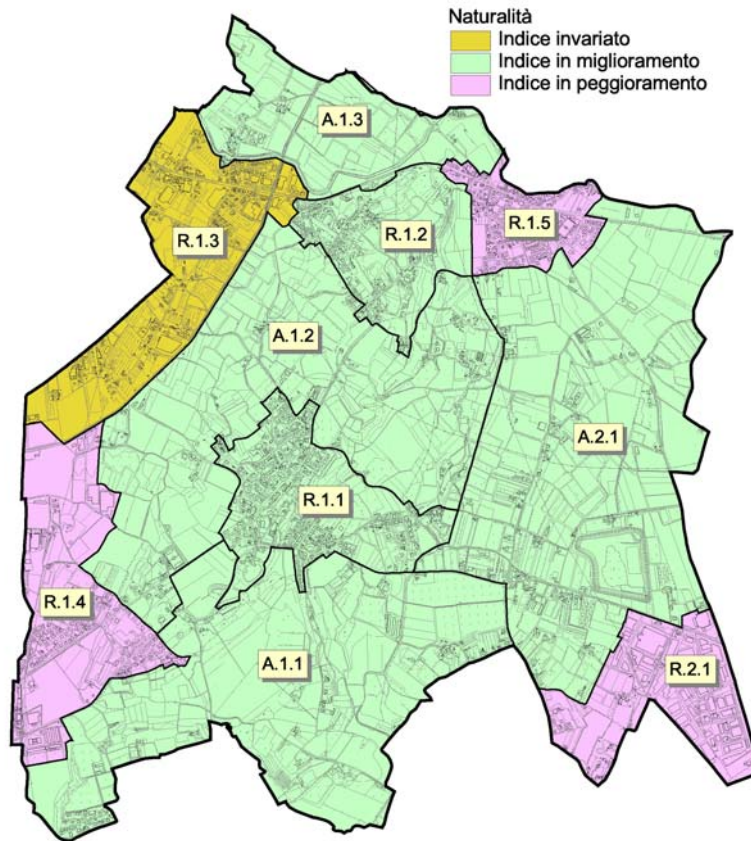 Naturalità
Indice invariato
Indice in miglioramento
Indice in peggioramento
A.1.3
R.1.5
R.1.2
R.1.3
A.1.2
A.2.1
R.1.1
R.1.4
A.1.1
R.2.1